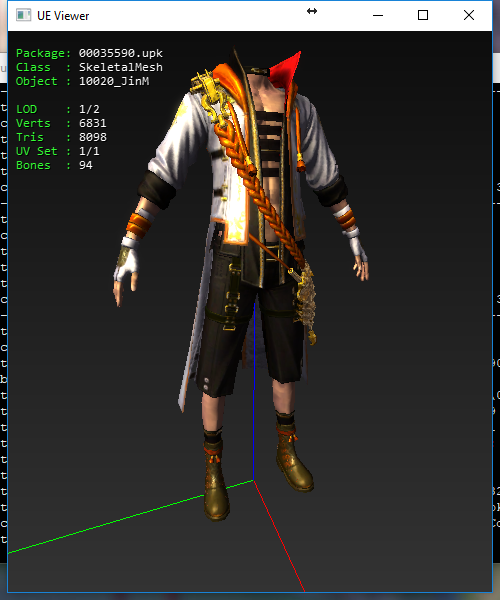 UE Viewer
Package: 00035590.upk
Class : SkeletalMesh
Object : 10020_JinM
LOD : 1/2
Verts : 6831
Tris : 8098
UV Set : 1/1
Bones : 94